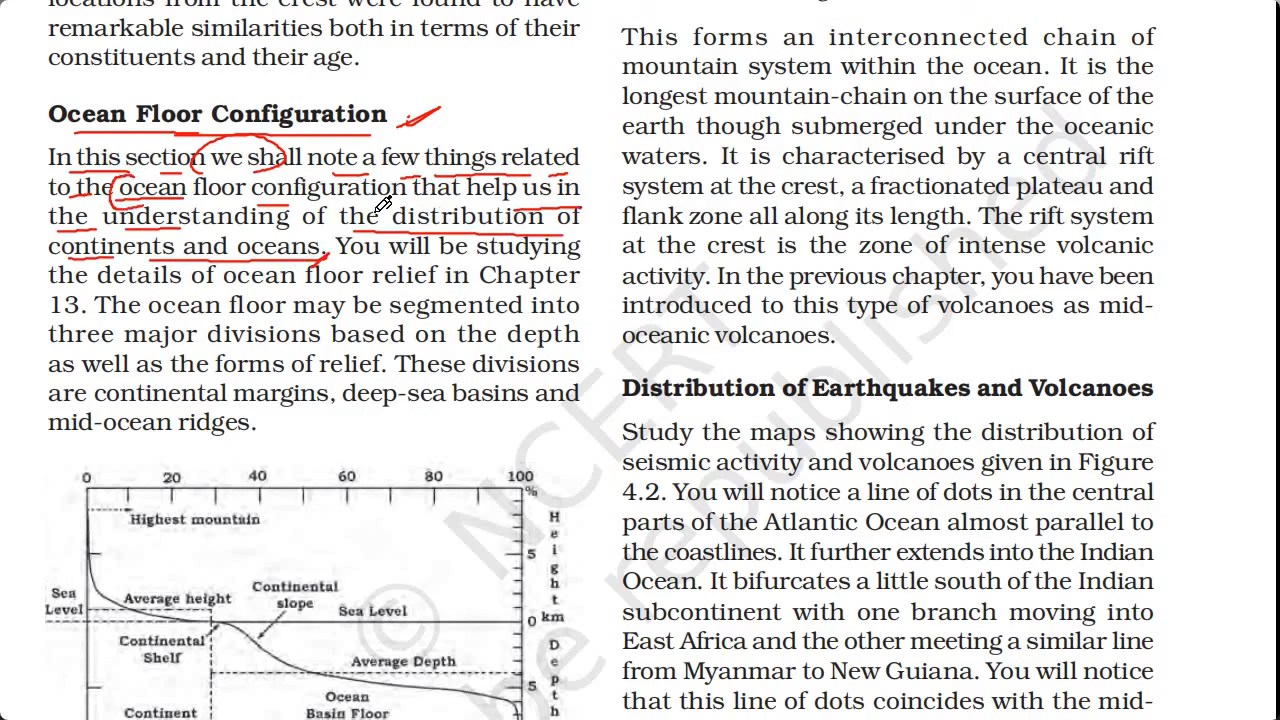 locations from the crest were found to have
remarkable similarities both in terms of their
constituents and their age.
Ocean Floor Configuration
In this section we shall note a few things related
to the ocean floor configuration that help us in
the understanding of the distribution of
continents and oceans. You will be studying
the details of ocean floor relief in Chapter
13. The ocean floor may be segmented into
three major divisions based on the depth
as well as the forms of relief. These divisions
are continental margins, deep-sea basins and
mid-ocean ridges.
0 20 40 60 80 100
%
Highest mountain
Height
5
Sea Level
Average height
Continental slope
Sea Level
0 km
Continental Shelf
Average Depth
Depth
5
Ocean Basin Floor
Continent
This forms an interconnected chain of
mountain system within the ocean. It is the
longest mountain-chain on the surface of the
earth though submerged under the oceanic
waters. It is characterised by a central rift
system at the crest, a fractionated plateau and
flank zone all along its length. The rift system
at the crest is the zone of intense volcanic
activity. In the previous chapter, you have been
introduced to this type of volcanoes as mid-
oceanic volcanoes.
Distribution of Earthquakes and Volcanoes
Study the maps showing the distribution of
seismic activity and volcanoes given in Figure
4.2. You will notice a line of dots in the central
parts of the Atlantic Ocean almost parallel to
the coastlines. It further extends into the Indian
Ocean. It bifurcates a little south of the Indian
subcontinent with one branch moving into
East Africa and the other meeting a similar line
from Myanmar to New Guiana. You will notice
that this line of dots coincides with the mid-
© NCERT
be republished